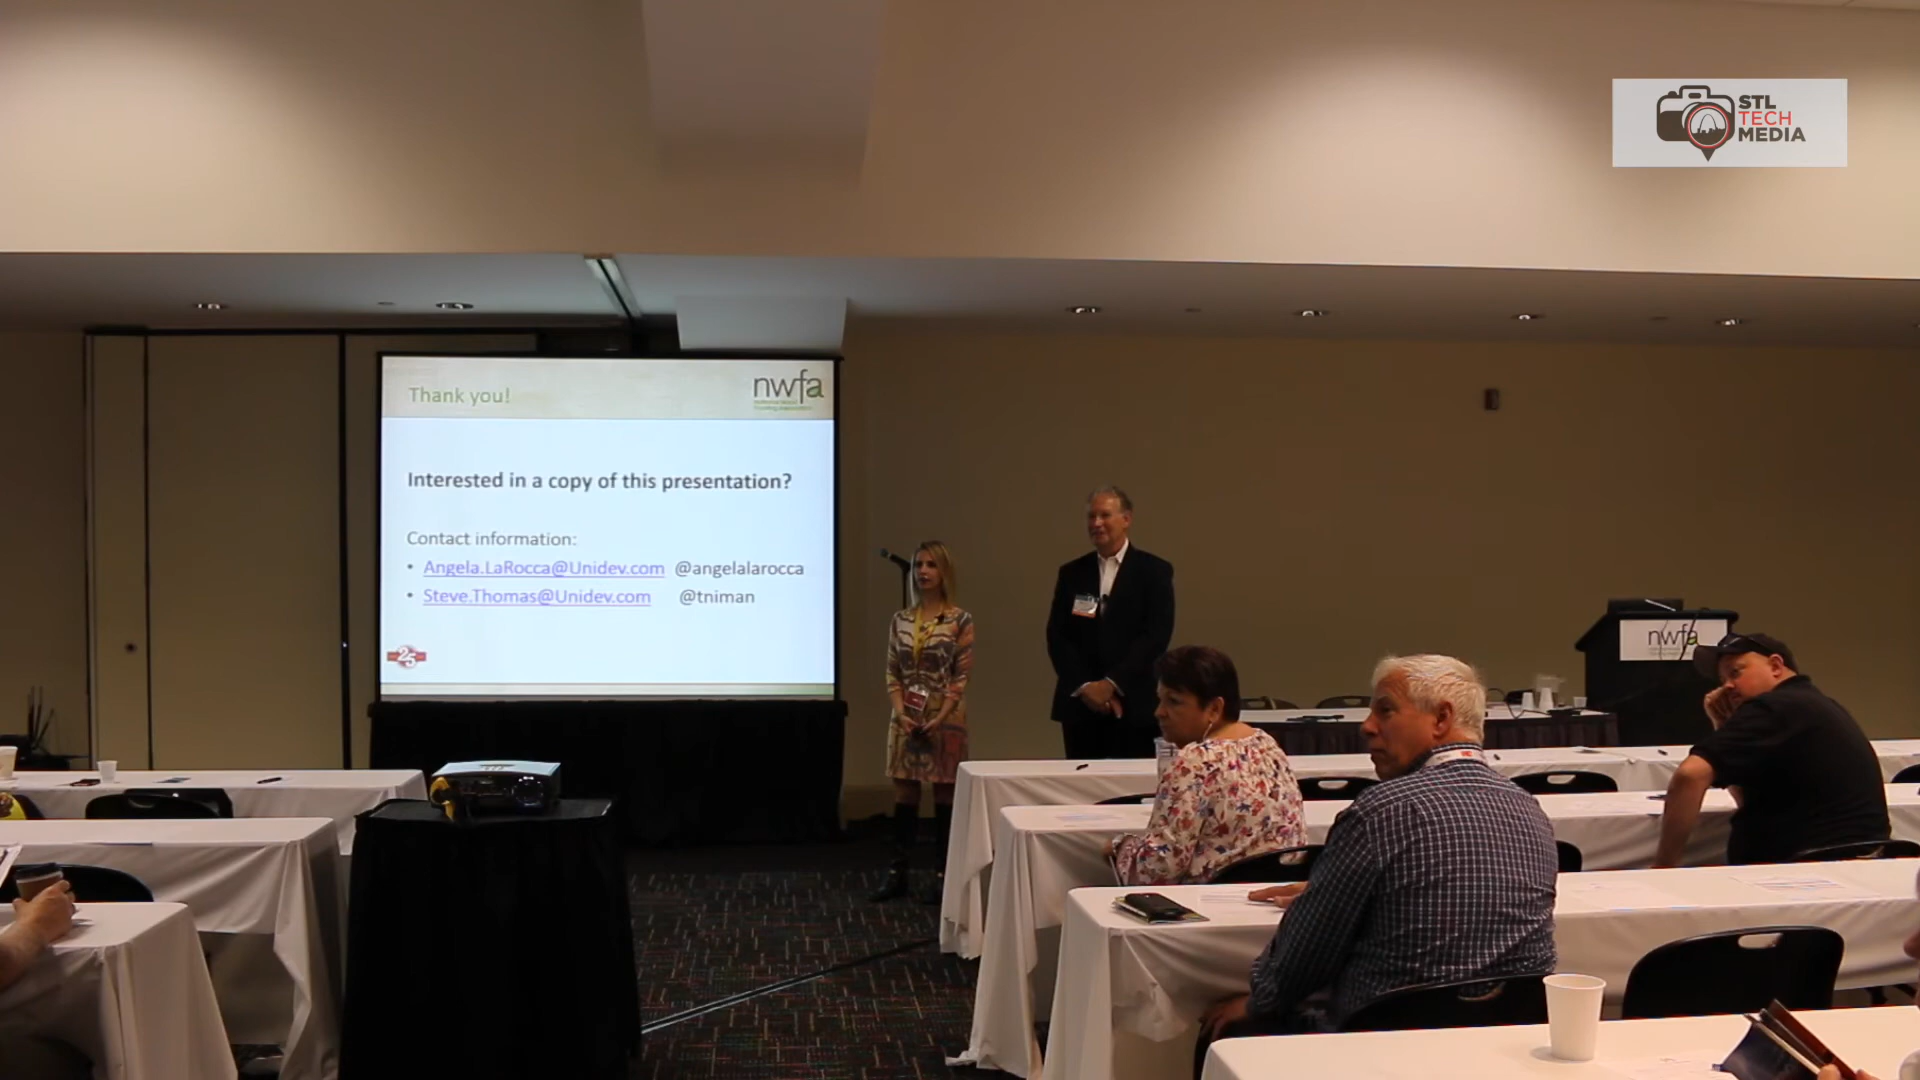 STL
TECH
MEDIA
Thank you!
nwfa
Interested in a copy of this presentation?
Contact information:
• Angela.LaRocca@Unidev.com @angelalarocca
• Steve.Thomas@Unidev.com @tniman
25
nwfa